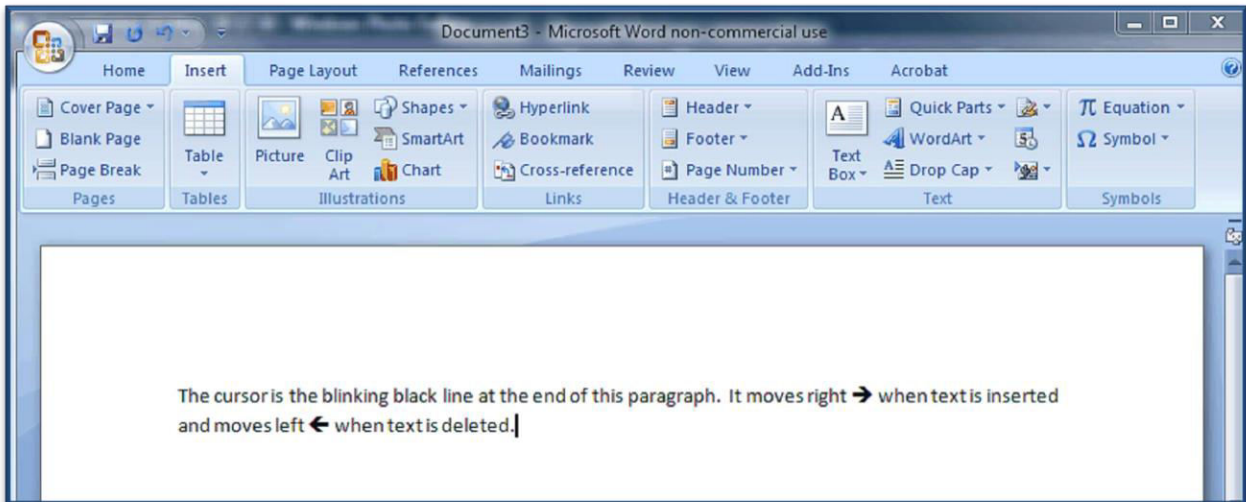 Document3 - Microsoft Word non-commercial use
Home Insert Page Layout References Mailings Review View Add-Ins Acrobat
Cover Page
Blank Page
Page Break
Pages
Table
Tables
Picture
Clip
Art
Shapes
SmartArt
Chart
Illustrations
Hyperlink
Bookmark
Cross-reference
Links
Header
Footer
Page Number
Header & Footer
A
Text
Box
Quick Parts
WordArt
Drop Cap
Text
π Equation
Ω Symbol
Symbols
The cursor is the blinking black line at the end of this paragraph. It moves right → when text is inserted
and moves left ← when text is deleted.